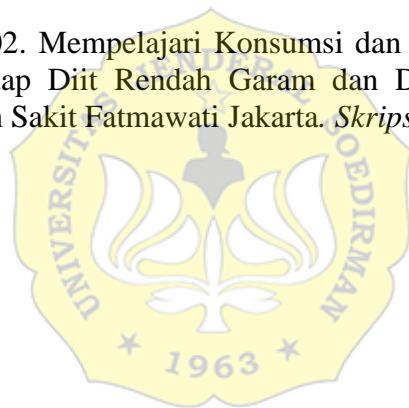 02. Mempelajari Konsumsi dan
ap Diit Rendah Garam dan D
Sakit Fatmawati Jakarta. Skrips
UNIVERSITAS JENDERAL SOEDIRMAN
1963